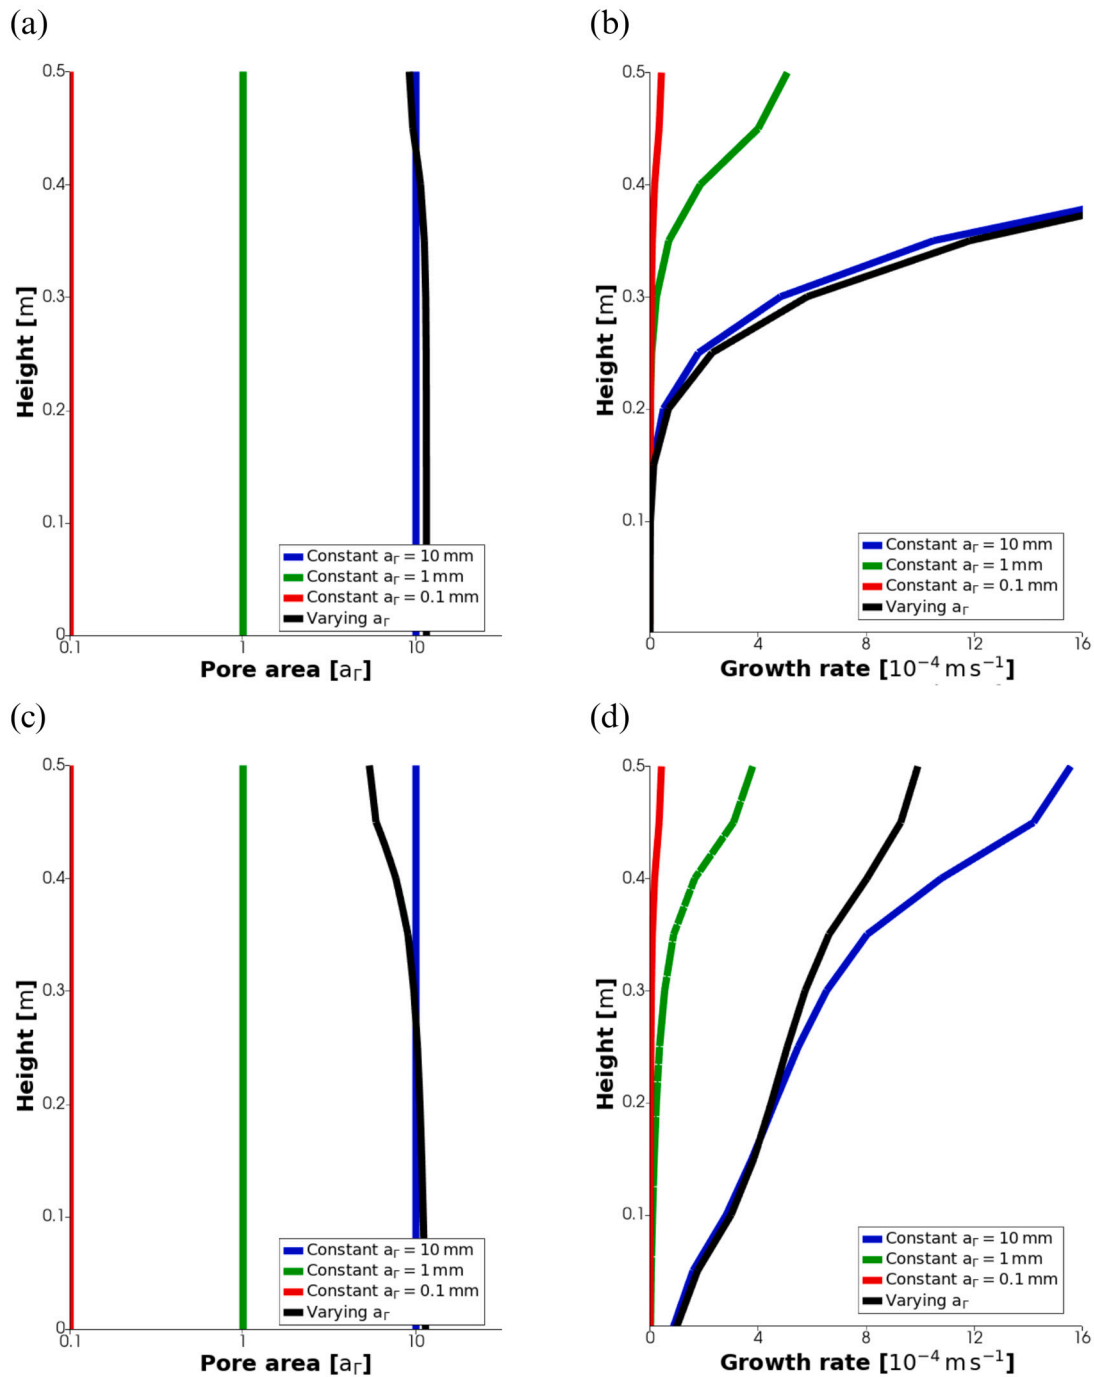 (a)
(b)
0.5
0.4
0.3
0.2
0.1
0
Height [m]
0.1
1
10
Pore area [aΓ]
Constant aΓ = 10 mm
Constant aΓ = 1 mm
Constant aΓ = 0.1 mm
Varying aΓ
0.5
0.4
0.3
0.2
0.1
Height [m]
0
4
8
12
16
Growth rate [10⁻⁴ m s⁻¹]
Constant aΓ = 10 mm
Constant aΓ = 1 mm
Constant aΓ = 0.1 mm
Varying aΓ
(c)
(d)
0.5
0.4
0.3
0.2
0.1
0
Height [m]
0.1
1
10
Pore area [aΓ]
Constant aΓ = 10 mm
Constant aΓ = 1 mm
Constant aΓ = 0.1 mm
Varying aΓ
0.5
0.4
0.3
0.2
0.1
Height [m]
0
4
8
12
16
Growth rate [10⁻⁴ m s⁻¹]
Constant aΓ = 10 mm
Constant aΓ = 1 mm
Constant aΓ = 0.1 mm
Varying aΓ